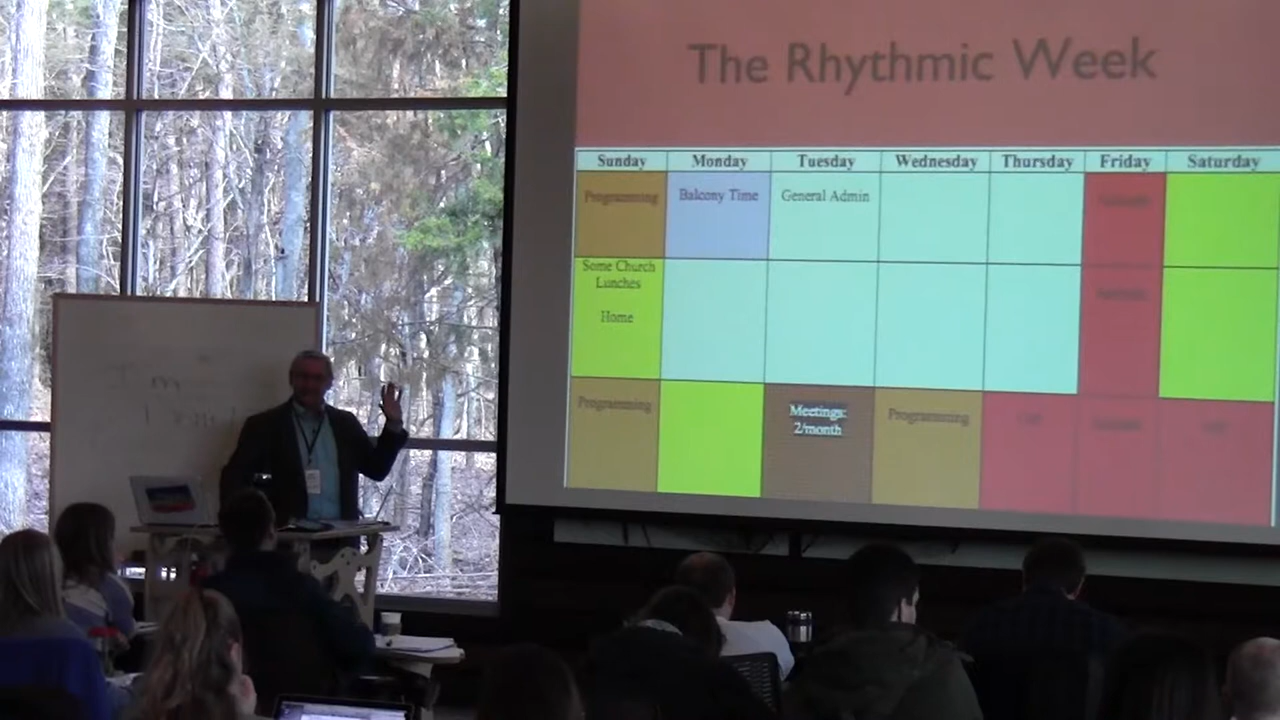 The Rhythmic Week
Sunday Monday Tuesday Wednesday Thursday Friday Saturday
Programming Balcony Time General Admin
Some Church
Lunches
Home
Programming Meetings: Programming
2/month